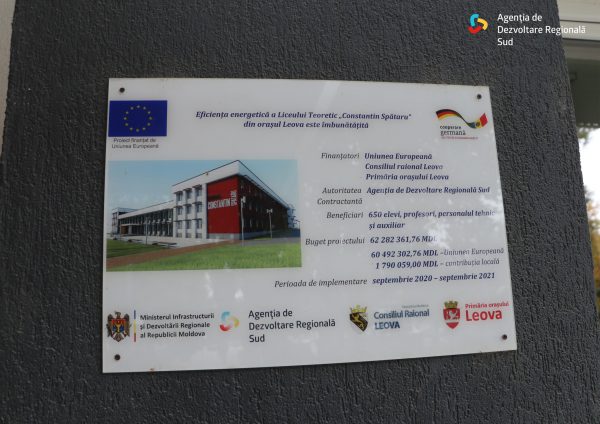 Agenția de
Dezvoltare Regională
Sud
Eficiența energetică a Liceului Teoretic „Constantin Spătaru”
din orașul Leova este îmbunătățită
Proiect finanțat de
Uniunea Europeană
cooperare
germană
Finanțatori Uniunea Europeană
Consiliul raional Leova
Primăria orașului Leova
Autoritatea Agenția de Dezvoltare Regională Sud
Contractantă
Beneficiari 650 elevi, profesori, personalul tehnic
și auxiliar
Buget proiectului 62 282 361,76 MDL
60 492 302,76 MDL –Uniunea Europeană
1 790 059,00 MDL – contribuția locală
Perioada de implementare septembrie 2020 – septembrie 2021
CONSTANTIN
Ministerul Infrastructurii
și Dezvoltării Regionale
al Republicii Moldova
Agenția de
Dezvoltare Regională
Sud
Consiliul Raional
LEOVA
Primăria orașului
Leova